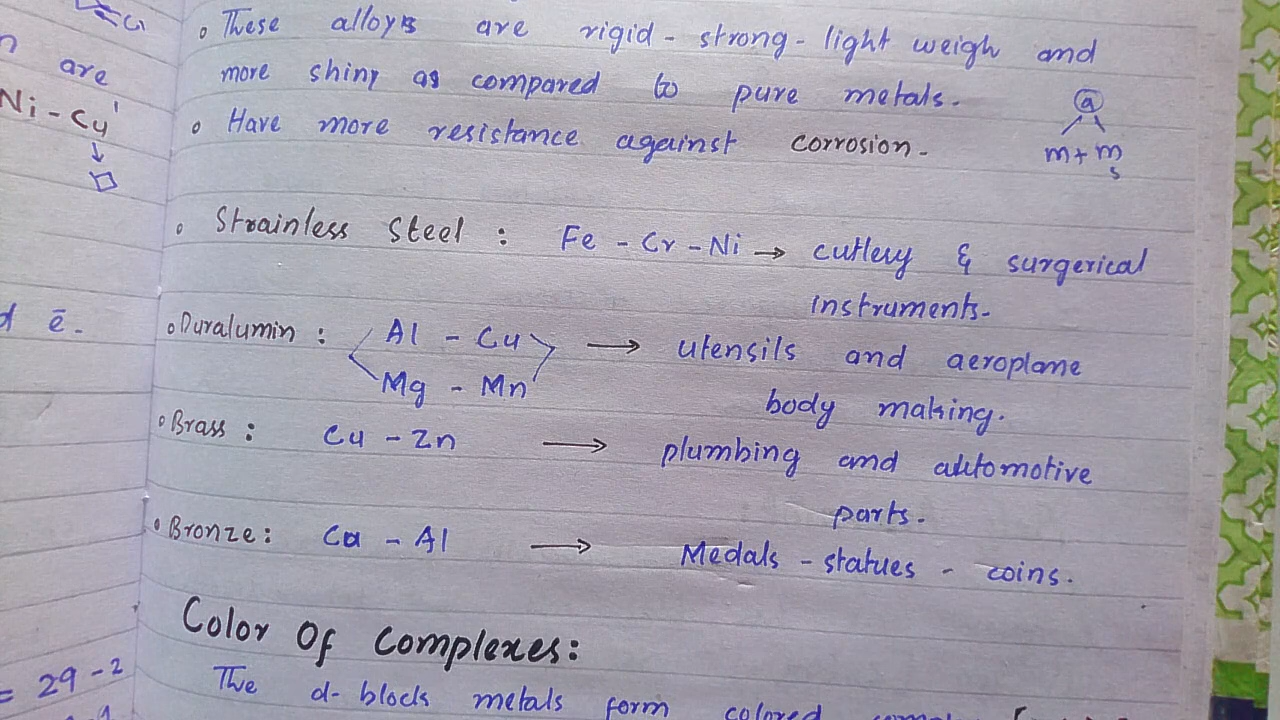 n are
Ni - Cu
↓
□
d ē.
= 29 - 2
◦ These alloys are rigid - strong - light weigh and
more shiny as compared to pure metals.
◦ Have more resistance against corrosion.
a
m + m
s
◦ Strainless Steel : Fe - Cr - Ni → cutlery & surgerical
instruments.
◦ Duralumin : Al - Cu → utensils and aeroplane
Mg - Mn
body making.
◦ Brass : Cu - Zn → plumbing and automotive
parts.
◦ Bronze : Cu - Al → Medals - statues - coins.
Color Of Complexes:
The d- block metals form colored